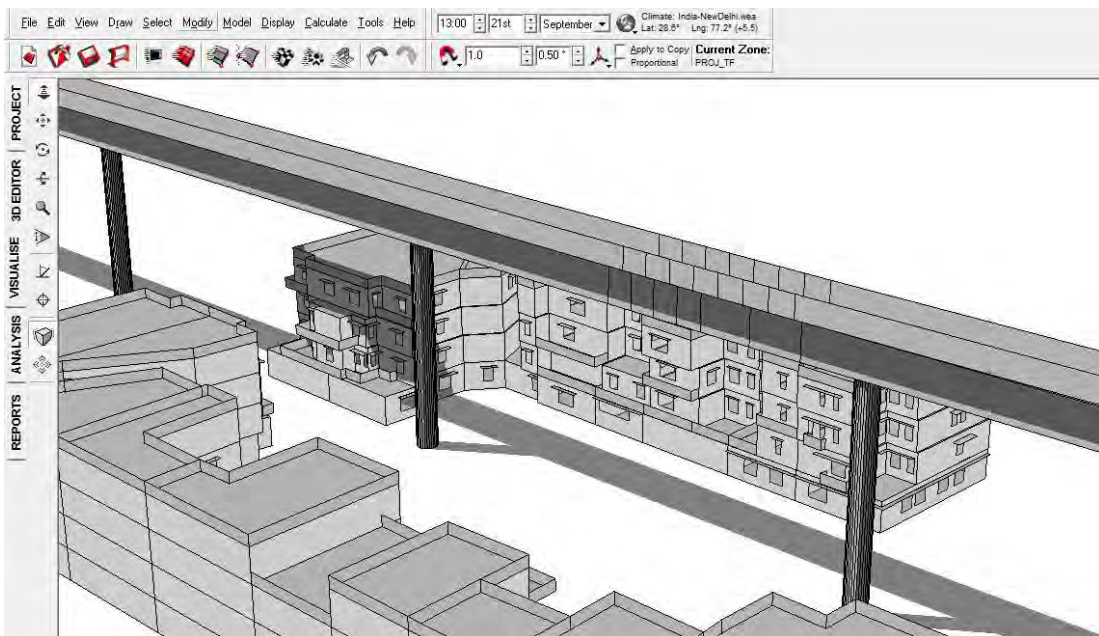 File Edit View Draw Select Modify Model Display Calculate Tools Help
13:00 21st September
Climate: India-NewDelhi.wea
Lat: 28.6° Lng: 77.2° (+5.5)
1.0 0.50° Apply to Copy Current Zone:
Proportional PROJ_TF
PROJECT
3D EDITOR
VISUALISE
ANALYSIS
REPORTS